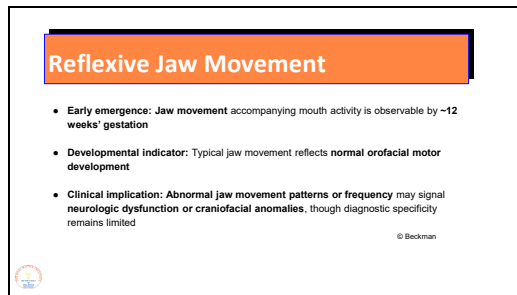 Reflexive Jaw Movement
● Early emergence: Jaw movement accompanying mouth activity is observable by ~12
weeks' gestation
● Developmental indicator: Typical jaw movement reflects normal orofacial motor
development
● Clinical implication: Abnormal jaw movement patterns or frequency may signal
neurologic dysfunction or craniofacial anomalies, though diagnostic specificity
remains limited
© Beckman